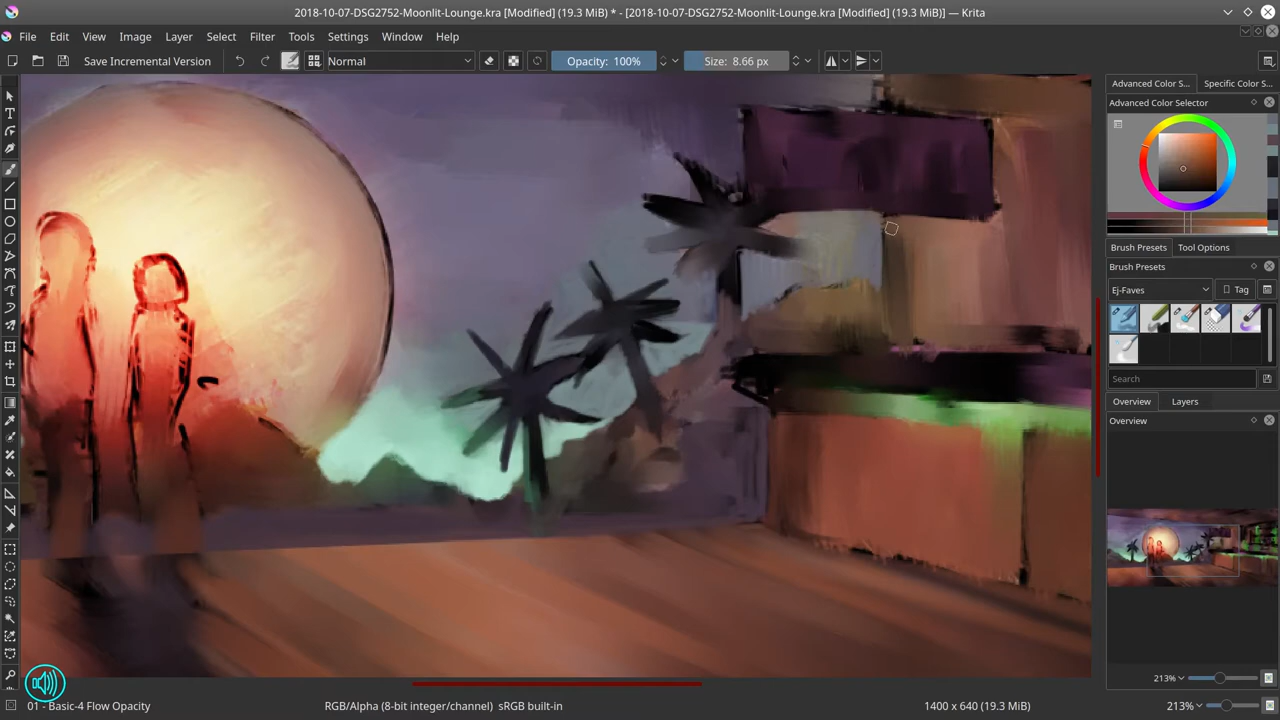 2018-10-07-DSG2752-Moonlit-Lounge.kra [Modified] (19.3 MiB) * - [2018-10-07-DSG2752-Moonlit-Lounge.kra [Modified] (19.3 MiB)] — Krita
File Edit View Image Layer Select Filter Tools Settings Window Help
Save Incremental Version Normal Opacity: 100% Size: 8.66 px
Advanced Color S... Specific Color S...
Advanced Color Selector
Brush Presets Tool Options
Brush Presets
Ej-Faves Tag
Search
Overview Layers
Overview
213%
01 - Basic-4 Flow Opacity RGB/Alpha (8-bit integer/channel) sRGB built-in 1400 x 640 (19.3 MiB) 213%